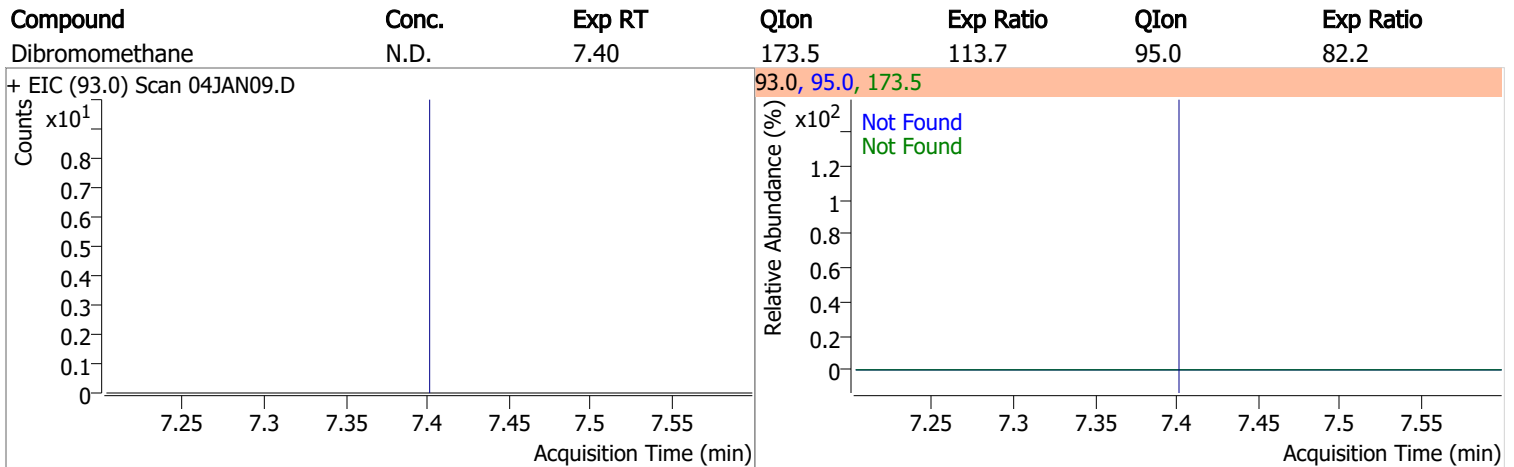 Compound Conc. Exp RT QIon Exp Ratio QIon Exp Ratio
Dibromomethane N.D. 7.40 173.5 113.7 95.0 82.2
+ EIC (93.0) Scan 04JAN09.D
Counts
x10¹
0.8
0.7
0.6
0.5
0.4
0.3
0.2
0.1
0
7.25 7.3 7.35 7.4 7.45 7.5 7.55
Acquisition Time (min)
93.0, 95.0, 173.5
Relative Abundance (%)
x10²
Not Found
Not Found
1.2
1
0.8
0.6
0.4
0.2
0
7.25 7.3 7.35 7.4 7.45 7.5 7.55
Acquisition Time (min)